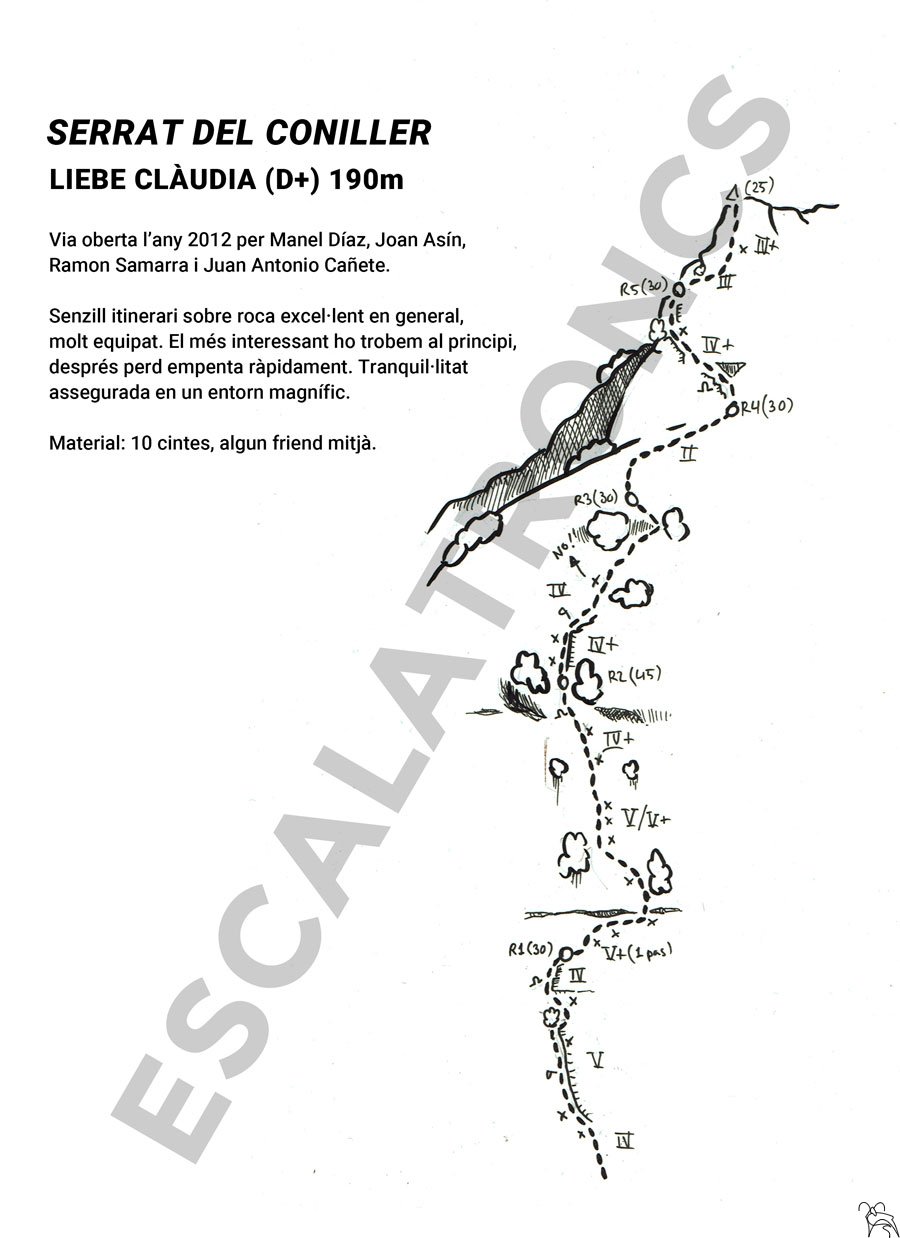 SERRAT DEL CONILLER
LIEBE CLÀUDIA (D+) 190m
Via oberta l'any 2012 per Manel Díaz, Joan Asín,
Ramon Samarra i Juan Antonio Cañete.
Senzill itinerari sobre roca excel·lent en general,
molt equipat. El més interessant ho trobem al principi,
després perd empenta ràpidament. Tranquil·litat
assegurada en un entorn magnífic.
Material: 10 cintes, algun friend mitjà.
ESCALATRONCS
(25)
IV+
III
R5(30)
IV+
R4(30)
II
R3(30)
NO!
IV
IV+
R2(45)
IV+
V/V+
R1(30)
V+(1 pas)
IV
V
IV